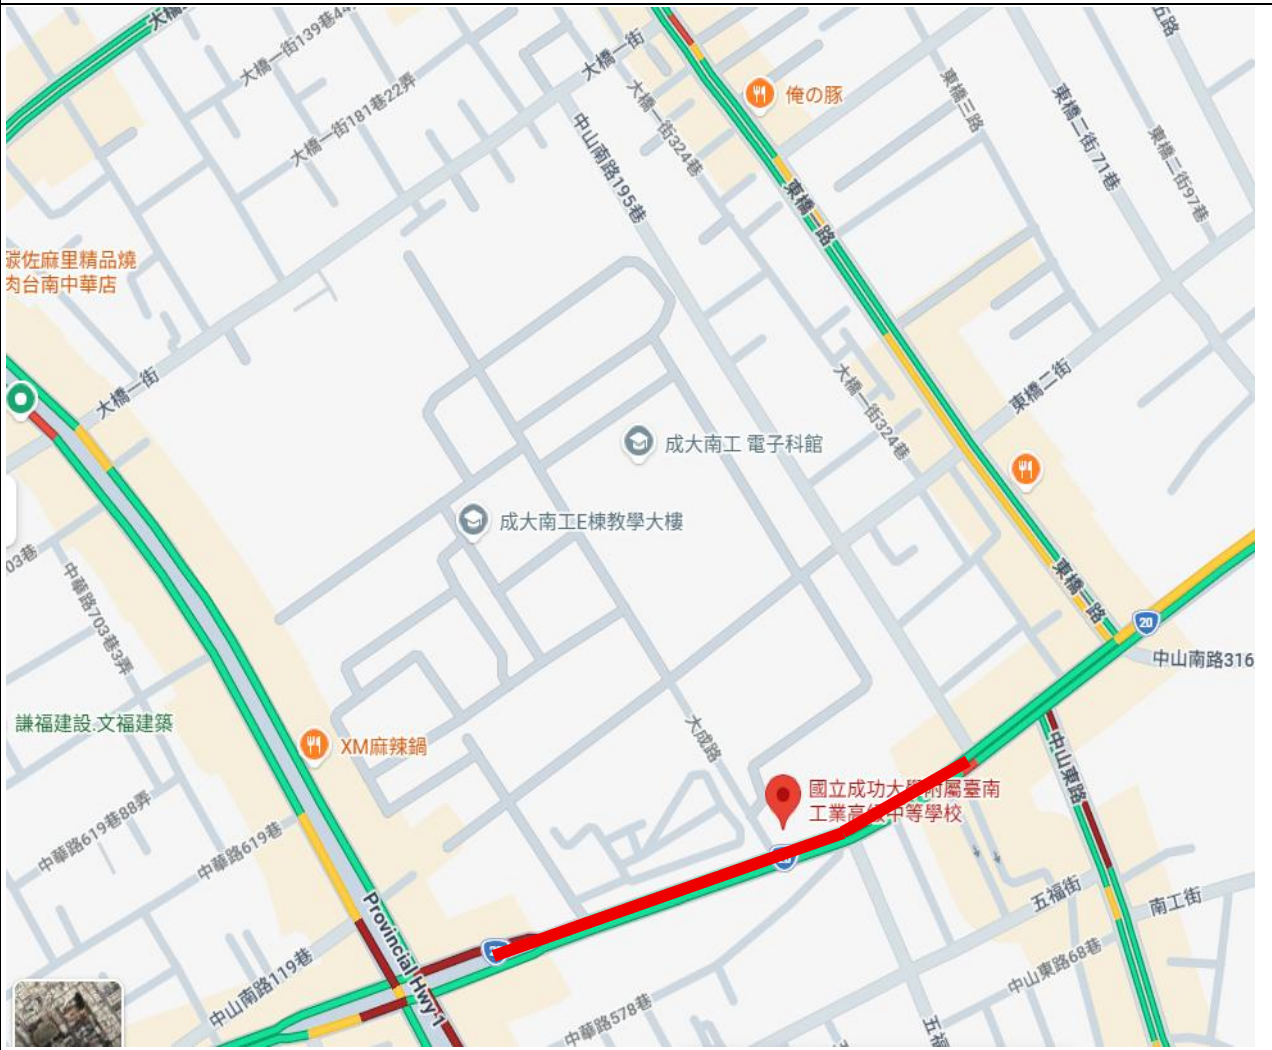 大橋一街139巷44
五路
大橋一街
大橋一街181巷22弄
大橋一街324巷
俺の豚
東橋三路
東橋二街71巷
東橋二街97巷
中山南路195巷
東橋一路
碳佐麻里精品燒
肉台南中華店
大橋一街
東橋二街
大橋一街324巷
成大南工 電子科館
成大南工E棟教學大樓
03巷
中華路703巷3弄
東橋一路
20
中山南路316
謙福建設.文福建築
XM麻辣鍋
大成路
中山東路
國立成功大學附屬臺南
工業高級中等學校
中華路619巷88弄
中華路619巷
五福街
南工街
Provincial Hwy 1
中山東路68巷
中山南路119巷
中華路578巷
五福